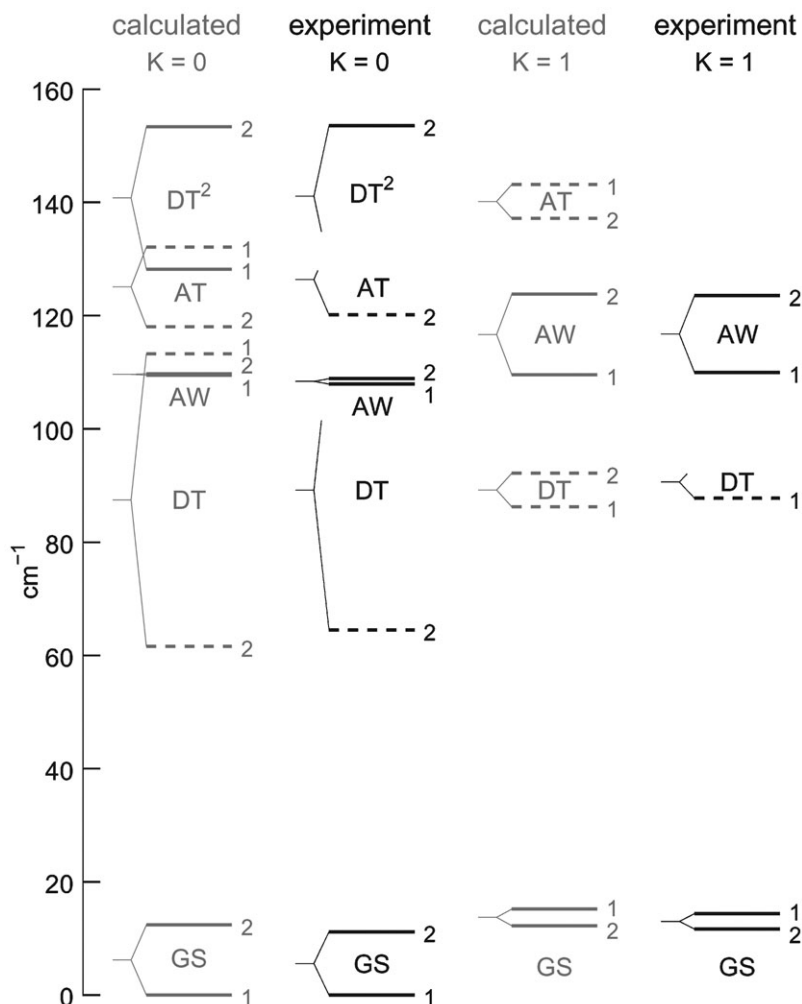 calculated experiment calculated experiment
K = 0 K = 0 K = 1 K = 1
160
2 2
DT² DT²
1
140 AT
2
1
1
AT AT
2 2
120
2 2
AW AW
1
2 2
1 1
AW AW
1 1
100
DT DT
2
DT DT
1 1
80
2 2
60
cm⁻¹
40
20
1 1
2 2
2 2
GS GS GS GS
0
1 1